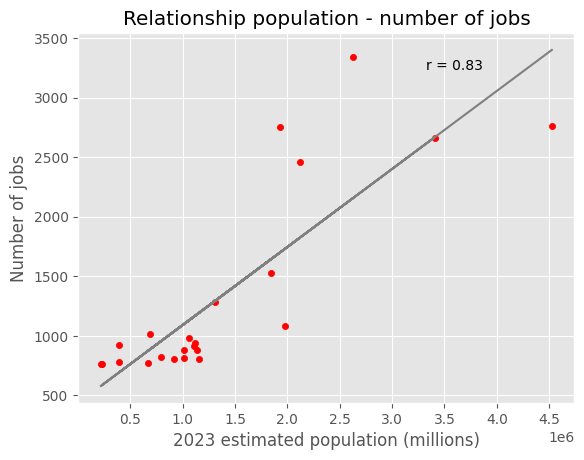 Relationship population - number of jobs
3500
r = 0.83
3000
2500
2000
1500
1000
500
Number of jobs
0.5 1.0 1.5 2.0 2.5 3.0 3.5 4.0 4.5
1e6
2023 estimated population (millions)